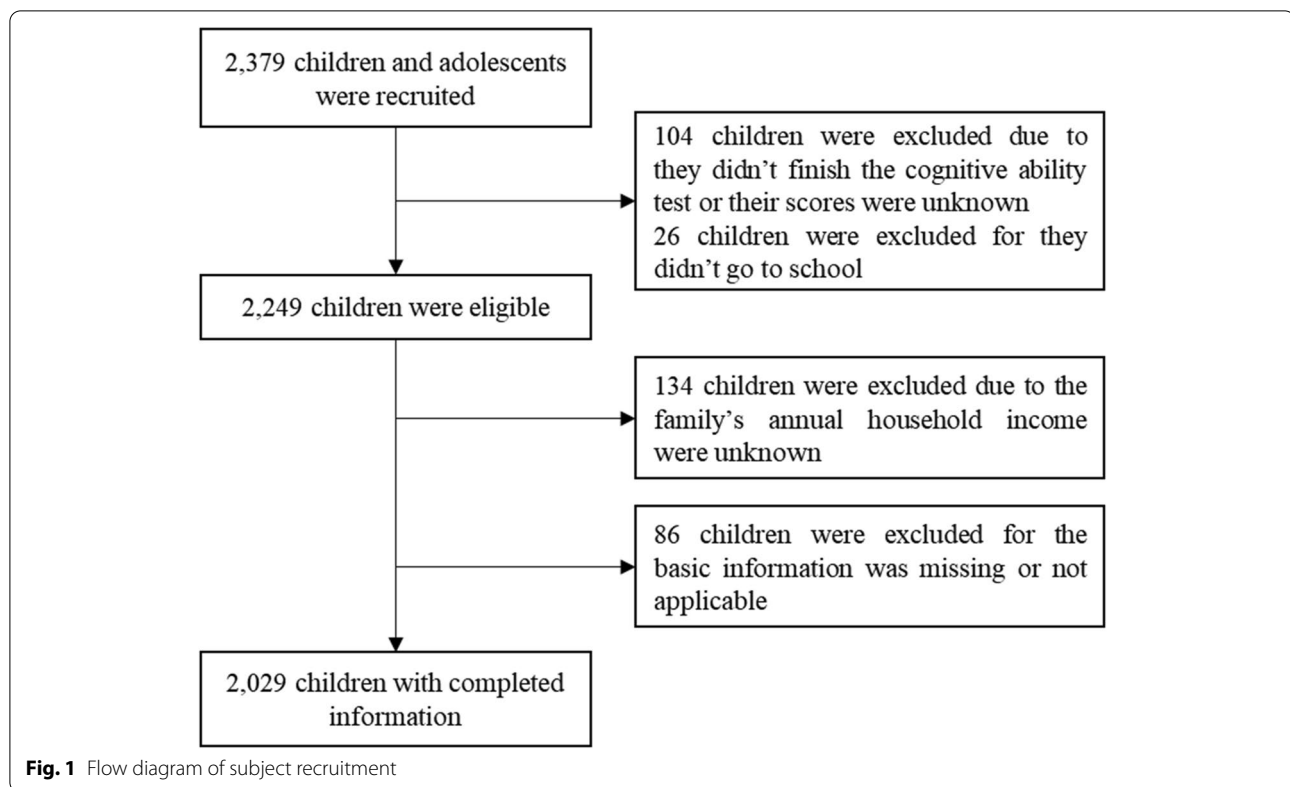 2,379 children and adolescents
were recruited
104 children were excluded due to
they didn't finish the cognitive ability
test or their scores were unknown
26 children were excluded for they
didn't go to school
2,249 children were eligible
134 children were excluded due to the
family's annual household income
were unknown
86 children were excluded for the
basic information was missing or not
applicable
2,029 children with completed
information
Fig. 1 Flow diagram of subject recruitment